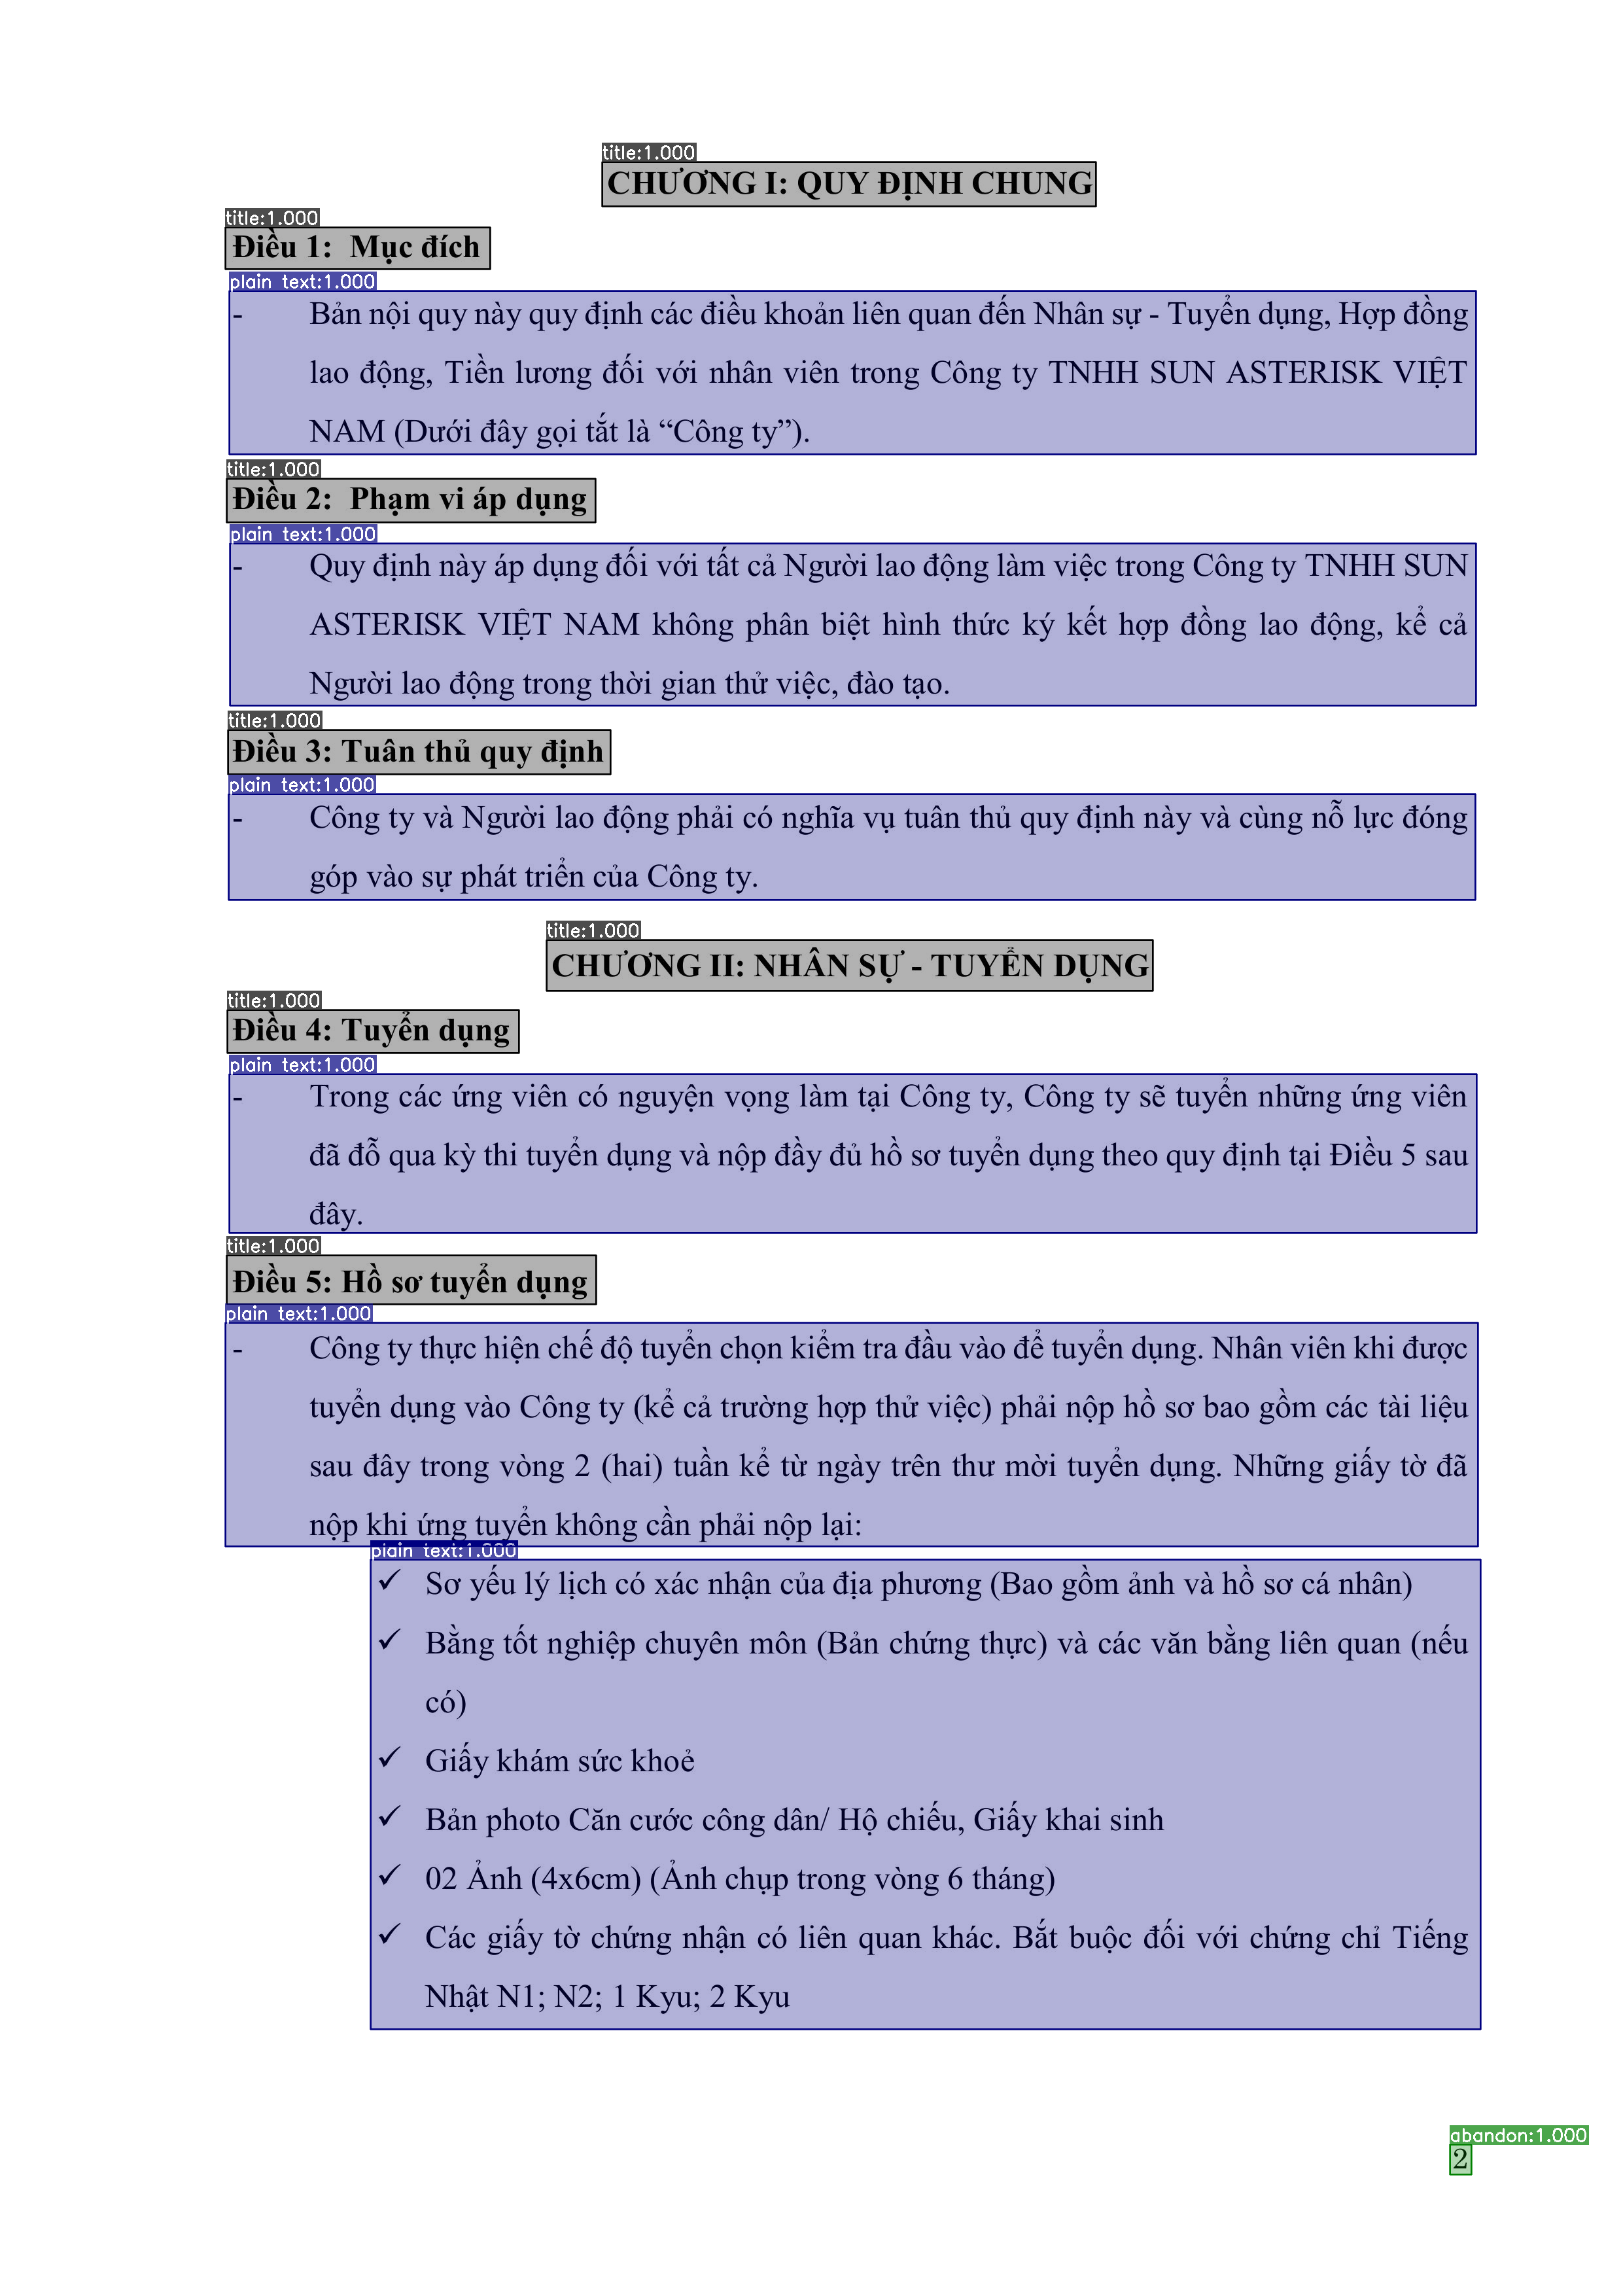 title:1.000
CHƯƠNG I: QUY ĐỊNH CHUNG
title:1.000
Điều 1: Mục đích
plain text:1.000
- Bản nội quy này quy định các điều khoản liên quan đến Nhân sự - Tuyển dụng, Hợp đồng
lao động, Tiền lương đối với nhân viên trong Công ty TNHH SUN ASTERISK VIỆT
NAM (Dưới đây gọi tắt là “Công ty”).
title:1.000
Điều 2: Phạm vi áp dụng
plain text:1.000
- Quy định này áp dụng đối với tất cả Người lao động làm việc trong Công ty TNHH SUN
ASTERISK VIỆT NAM không phân biệt hình thức ký kết hợp đồng lao động, kể cả
Người lao động trong thời gian thử việc, đào tạo.
title:1.000
Điều 3: Tuân thủ quy định
plain text:1.000
- Công ty và Người lao động phải có nghĩa vụ tuân thủ quy định này và cùng nỗ lực đóng
góp vào sự phát triển của Công ty.
title:1.000
CHƯƠNG II: NHÂN SỰ - TUYỂN DỤNG
title:1.000
Điều 4: Tuyển dụng
plain text:1.000
- Trong các ứng viên có nguyện vọng làm tại Công ty, Công ty sẽ tuyển những ứng viên
đã đỗ qua kỳ thi tuyển dụng và nộp đầy đủ hồ sơ tuyển dụng theo quy định tại Điều 5 sau
đây.
title:1.000
Điều 5: Hồ sơ tuyển dụng
plain text:1.000
- Công ty thực hiện chế độ tuyển chọn kiểm tra đầu vào để tuyển dụng. Nhân viên khi được
tuyển dụng vào Công ty (kể cả trường hợp thử việc) phải nộp hồ sơ bao gồm các tài liệu
sau đây trong vòng 2 (hai) tuần kể từ ngày trên thư mời tuyển dụng. Những giấy tờ đã
nộp khi ứng tuyển không cần phải nộp lại:
plain text:1.000
✓ Sơ yếu lý lịch có xác nhận của địa phương (Bao gồm ảnh và hồ sơ cá nhân)
✓ Bằng tốt nghiệp chuyên môn (Bản chứng thực) và các văn bằng liên quan (nếu
có)
✓ Giấy khám sức khoẻ
✓ Bản photo Căn cước công dân/ Hộ chiếu, Giấy khai sinh
✓ 02 Ảnh (4x6cm) (Ảnh chụp trong vòng 6 tháng)
✓ Các giấy tờ chứng nhận có liên quan khác. Bắt buộc đối với chứng chỉ Tiếng
Nhật N1; N2; 1 Kyu; 2 Kyu
abandon:1.000
2